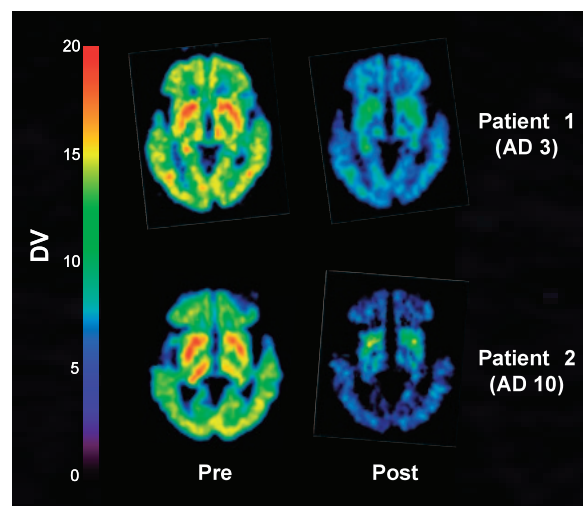 20
15
10
5
0
DV
Patient 1
(AD 3)
Patient 2
(AD 10)
Pre
Post